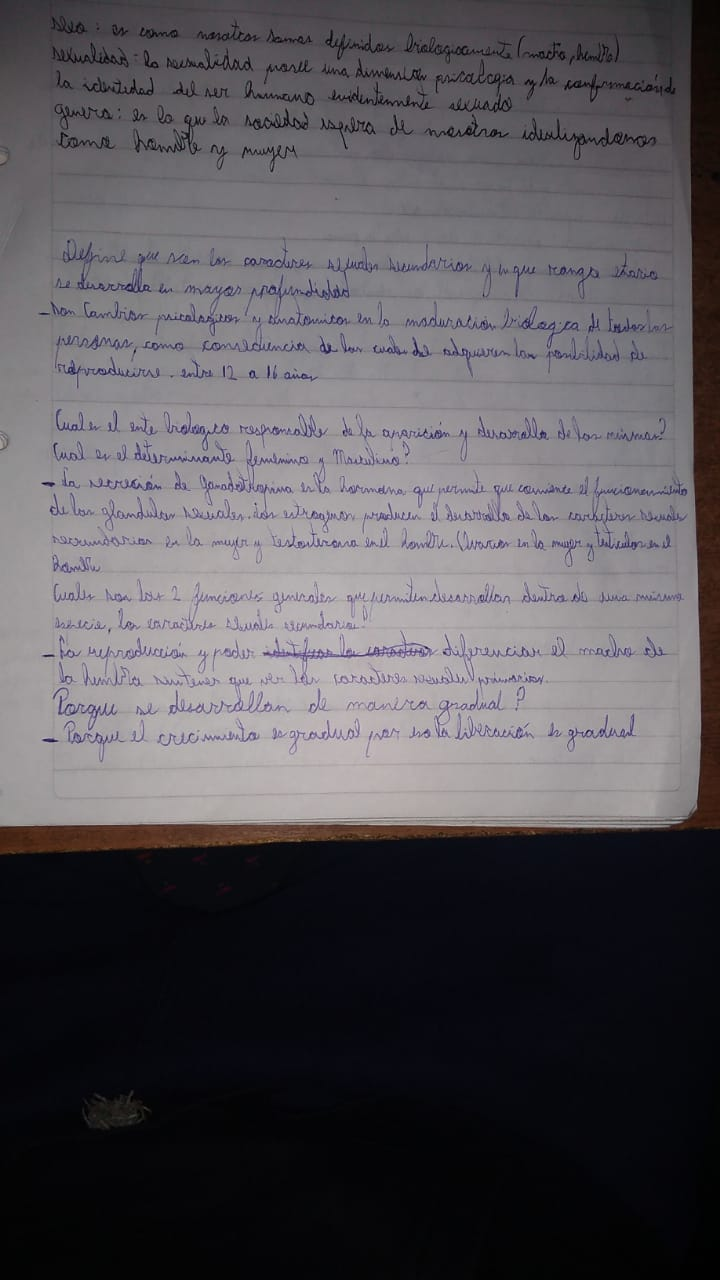 sexo: es como nosotros somos definidos biologicamente (macho, hembra)
sexualidad: la sexualidad posee una dimensión psicologia y la conformación de
la identidad del ser humano evidentemente sexuado
genero: es lo que la sociedad espera de nosotros idealizandonos
como hombre y mujer
Define que son los caracteres sexuales secundarios y en que rango etario
se desarrolla en mayor profundidad
- Son Cambios psicologicos y anatomicos en la maduración biologica de todas las
personas, como consecuencia de los cuales se adquieren la posibilidad de
reproducirse. entre 12 a 16 años
Cual es el ente biologico responsable de la aparición y desarrollo de los mismos?
Cual es el determinante femenino y Masculino?
- La secreción de Gonadotropina es la hormona que permite que comience el funcionamiento
de las glandulas sexuales. Los estrogenos producen el desarrollo de los carácteres sexuales
secundarios en la mujer y testosterona en el hombre. Ovarios en la mujer y testiculos en el
hombre
Cuales son las 2 funciones generales que permiten desarrollar dentro de una misma
especie, los caracteres sexuales secundarios?
- La reproducción y poder diferenciar el macho de
la hembra sin tener que ver los caracteres sexuales primarios.
Porque se desarrollan de manera gradual?
- Porque el crecimiento es gradual por eso la liberación es gradual